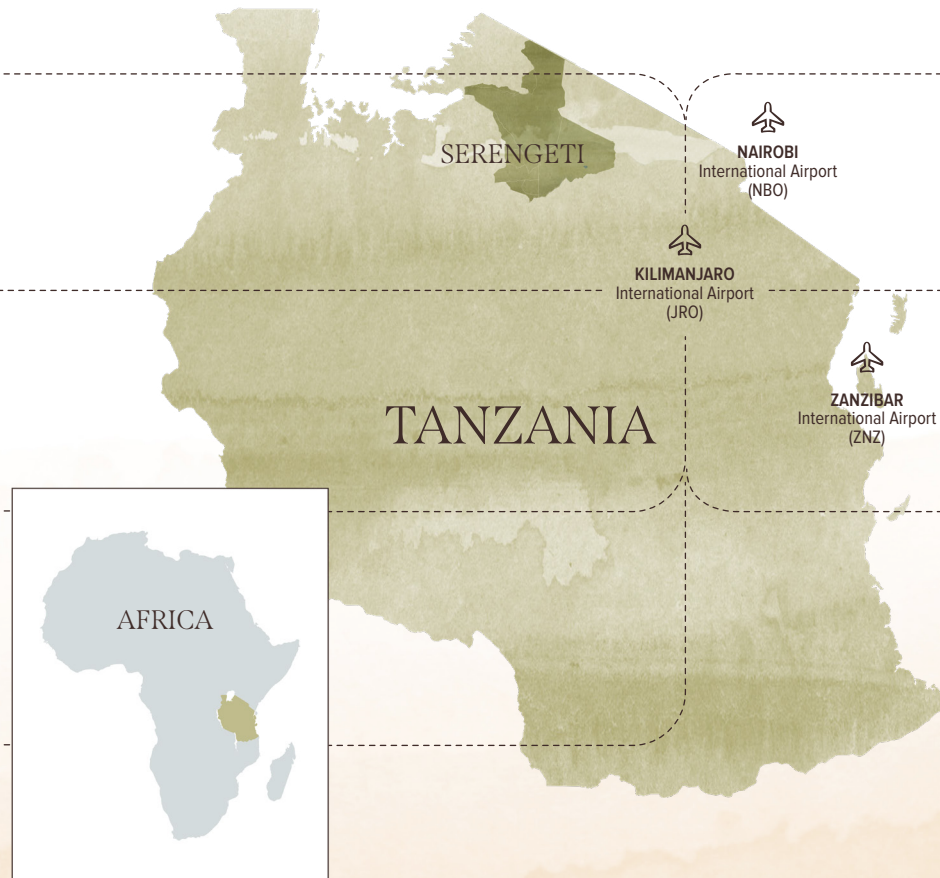 SERENGETI
NAIROBI
International Airport
(NBO)
KILIMANJARO
International Airport
(JRO)
ZANZIBAR
International Airport
(ZNZ)
TANZANIA
AFRICA